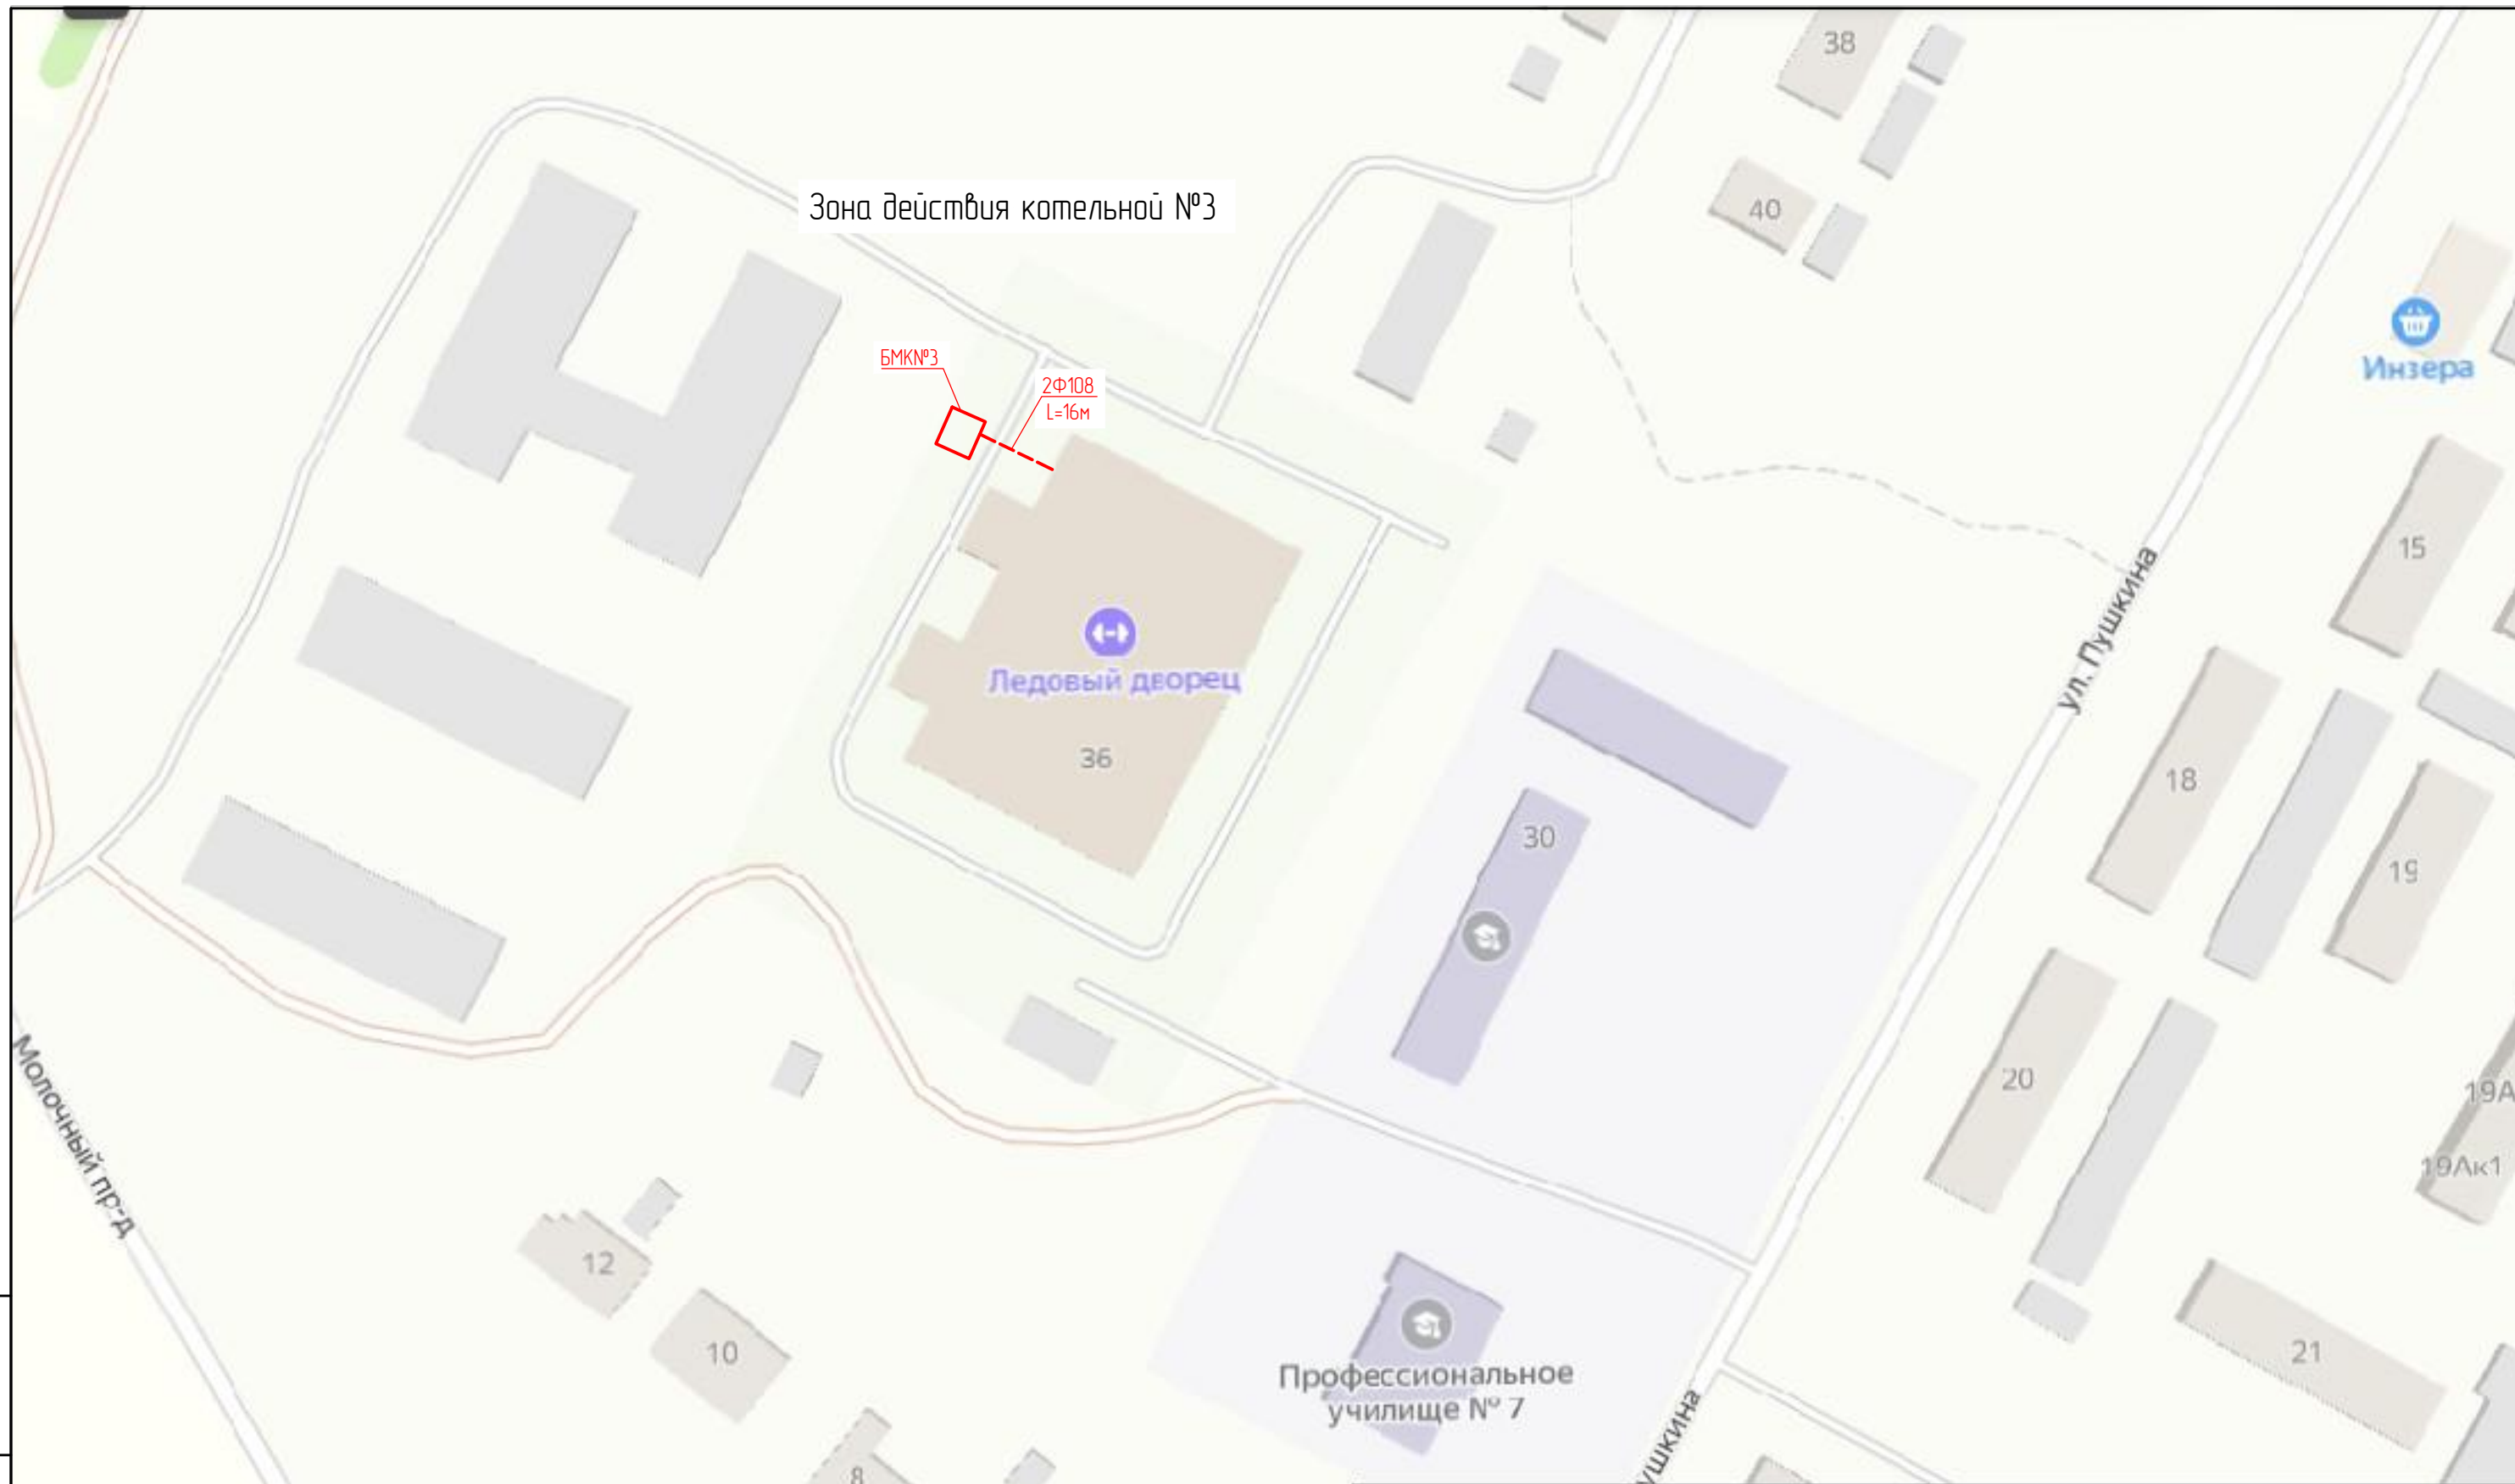 38
Зона действия котельной №3
40
БМК№3
2Ф108
L=16м
Инзера
15
ул. Пушкина
Ледовый дворец
36
18
30
19
20
19А
Молочный пр-д
19Ак1
12
10
21
Профессиональное
училище № 7
8